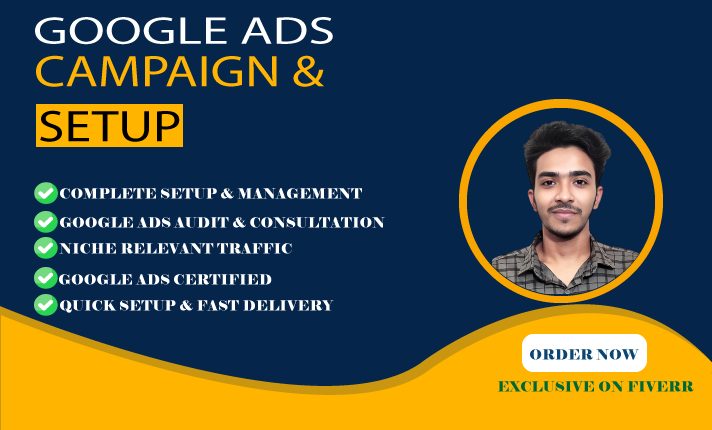 GOOGLE ADS
CAMPAIGN &
SETUP
COMPLETE SETUP & MANAGEMENT
GOOGLE ADS AUDIT & CONSULTATION
NICHE RELEVANT TRAFFIC
GOOGLE ADS CERTIFIED
QUICK SETUP & FAST DELIVERY
ORDER NOW
EXCLUSIVE ON FIVERR